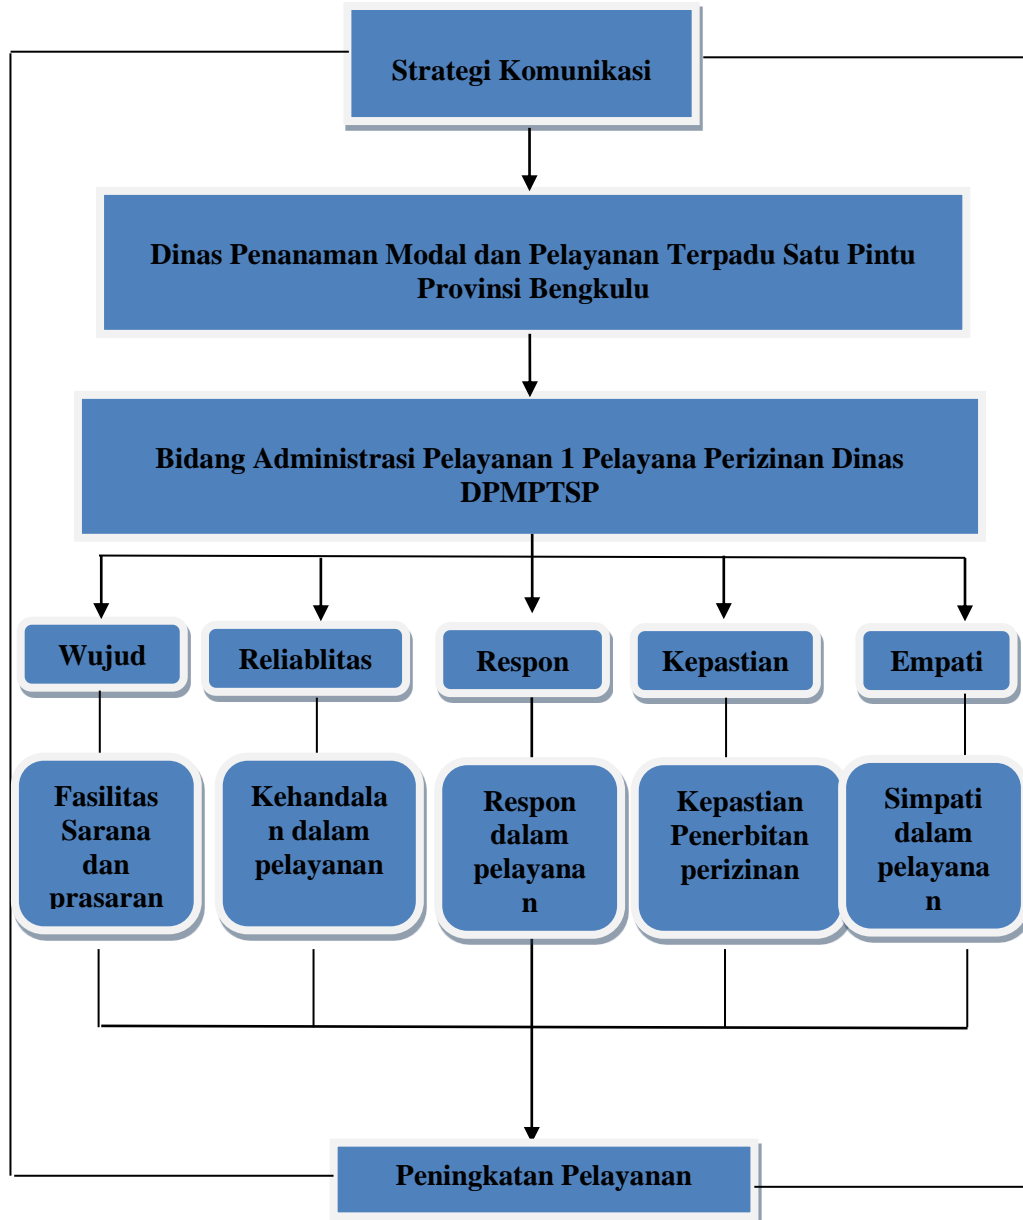 Strategi Komunikasi
Dinas Penanaman Modal dan Pelayanan Terpadu Satu Pintu
Provinsi Bengkulu
Bidang Administrasi Pelayanan 1 Pelayana Perizinan Dinas
DPMPTSP
Wujud
Reliablitas
Respon
Kepastian
Empati
Fasilitas
Sarana
dan
prasaran
Kehandala
n dalam
pelayanan
Respon
dalam
pelayana
n
Kepastian
Penerbitan
perizinan
Simpati
dalam
pelayana
n
Peningkatan Pelayanan